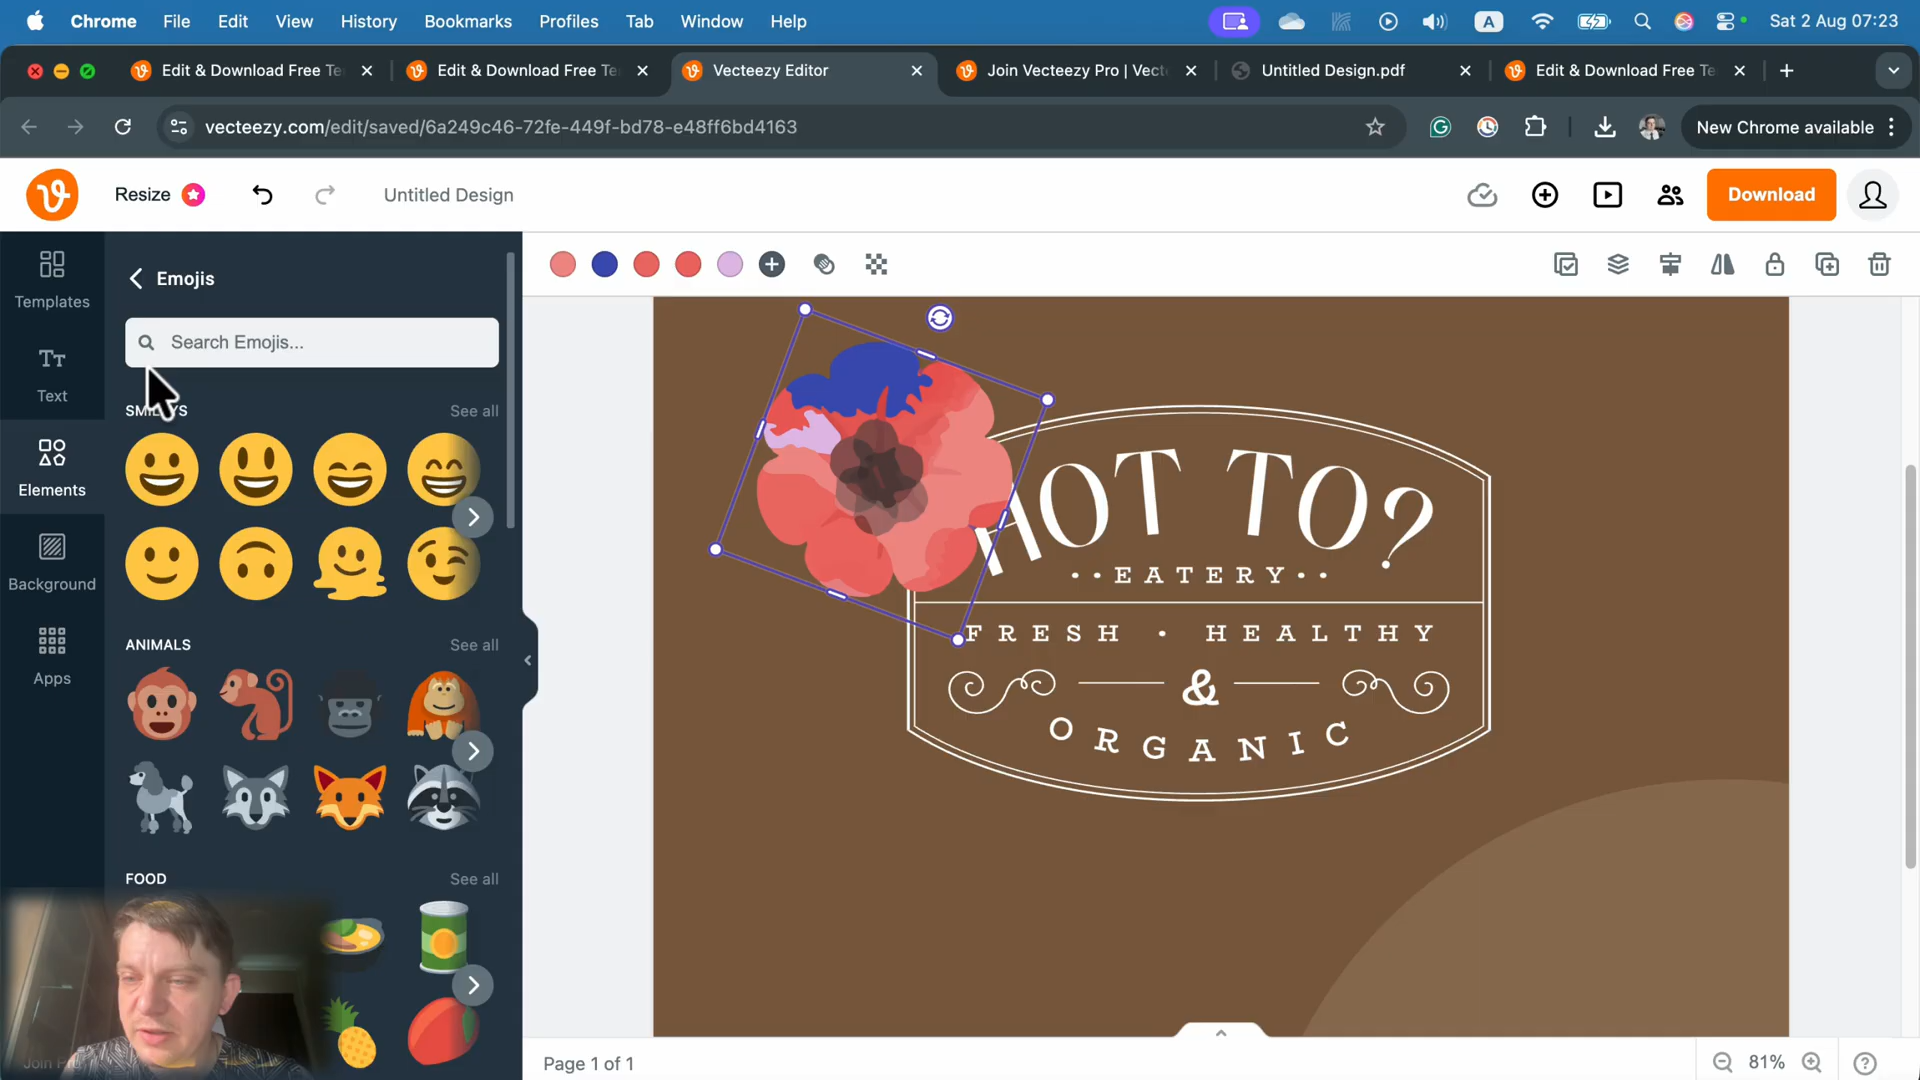 Chrome File Edit View History Bookmarks Profiles Tab Window Help A Sat 2 Aug 07:23
Edit & Download Free Te Edit & Download Free Te Vecteezy Editor Join Vecteezy Pro | Vect Untitled Design.pdf Edit & Download Free Te
vecteezy.com/edit/saved/6a249c46-72fe-449f-bd78-e48ff6bd4163 New Chrome available
Resize Untitled Design Download
Templates
Text
Elements
Background
Apps
Emojis
Search Emojis...
SMILEYS See all
ANIMALS See all
FOOD See all
HOT TO?
··EATERY··
FRESH · HEALTHY
&
ORGANIC
Join Pro
Page 1 of 1 81%